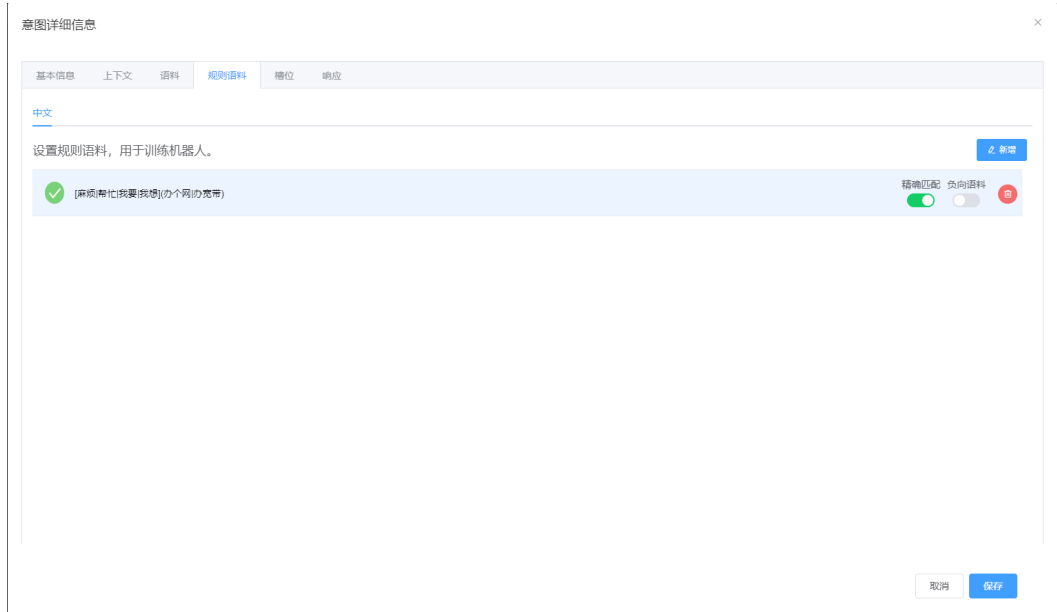 意图详细信息
基本信息 上下文 语料 规则语料 槽位 响应
中文
设置规则语料，用于训练机器人。
新增
[麻烦|帮忙|我要|我想](办个网|办宽带)
精确匹配 负向语料
取消 保存